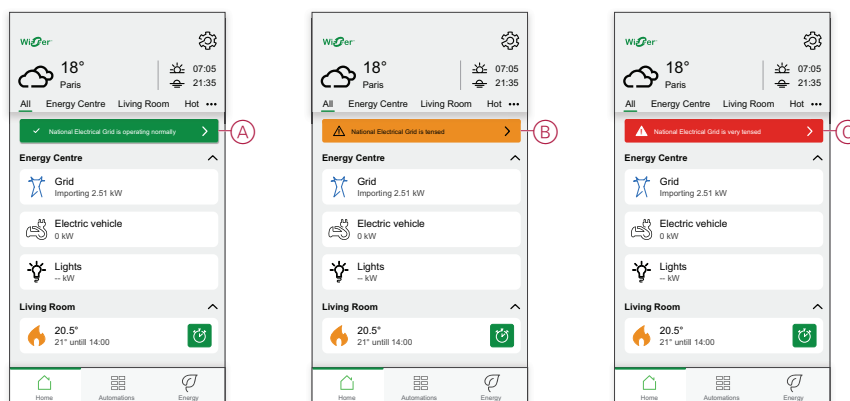 Wiser
18°
Paris
07:05
21:35
All Energy Centre Living Room Hot •••
National Electrical Grid is operating normally
A
Energy Centre
Grid
Importing 2.51 kW
Electric vehicle
0 kW
Lights
-- kW
Living Room
20.5°
21° untill 14:00
Home Automations Energy
Wiser
18°
Paris
07:05
21:35
All Energy Centre Living Room Hot •••
National Electrical Grid is tensed
B
Energy Centre
Grid
Importing 2.51 kW
Electric vehicle
0 kW
Lights
-- kW
Living Room
20.5°
21° untill 14:00
Home Automations Energy
Wiser
18°
Paris
07:05
21:35
All Energy Centre Living Room Hot •••
National Electrical Grid is very tensed
C
Energy Centre
Grid
Importing 2.51 kW
Electric vehicle
0 kW
Lights
-- kW
Living Room
20.5°
21° untill 14:00
Home Automations Energy